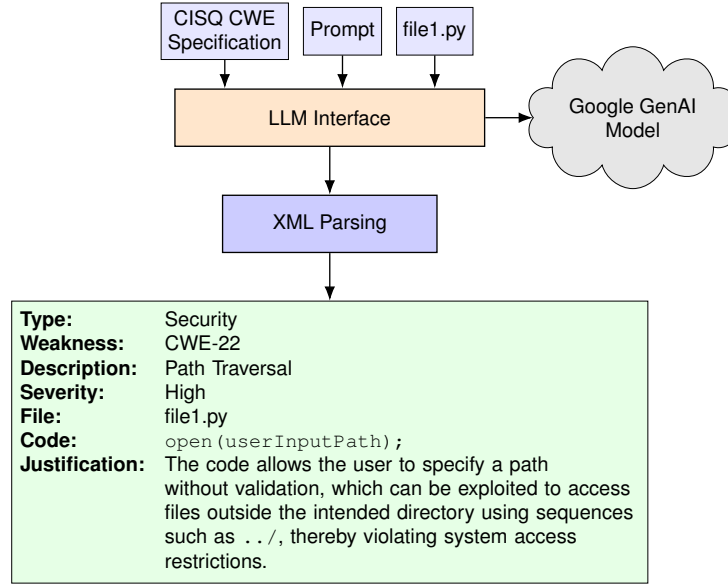 CISQ CWE
Specification
Prompt
file1.py
LLM Interface
Google GenAI
Model
XML Parsing
Type: Security
Weakness: CWE-22
Description: Path Traversal
Severity: High
File: file1.py
Code: open(userInputPath);
Justification: The code allows the user to specify a path
without validation, which can be exploited to access
files outside the intended directory using sequences
such as ../, thereby violating system access
restrictions.